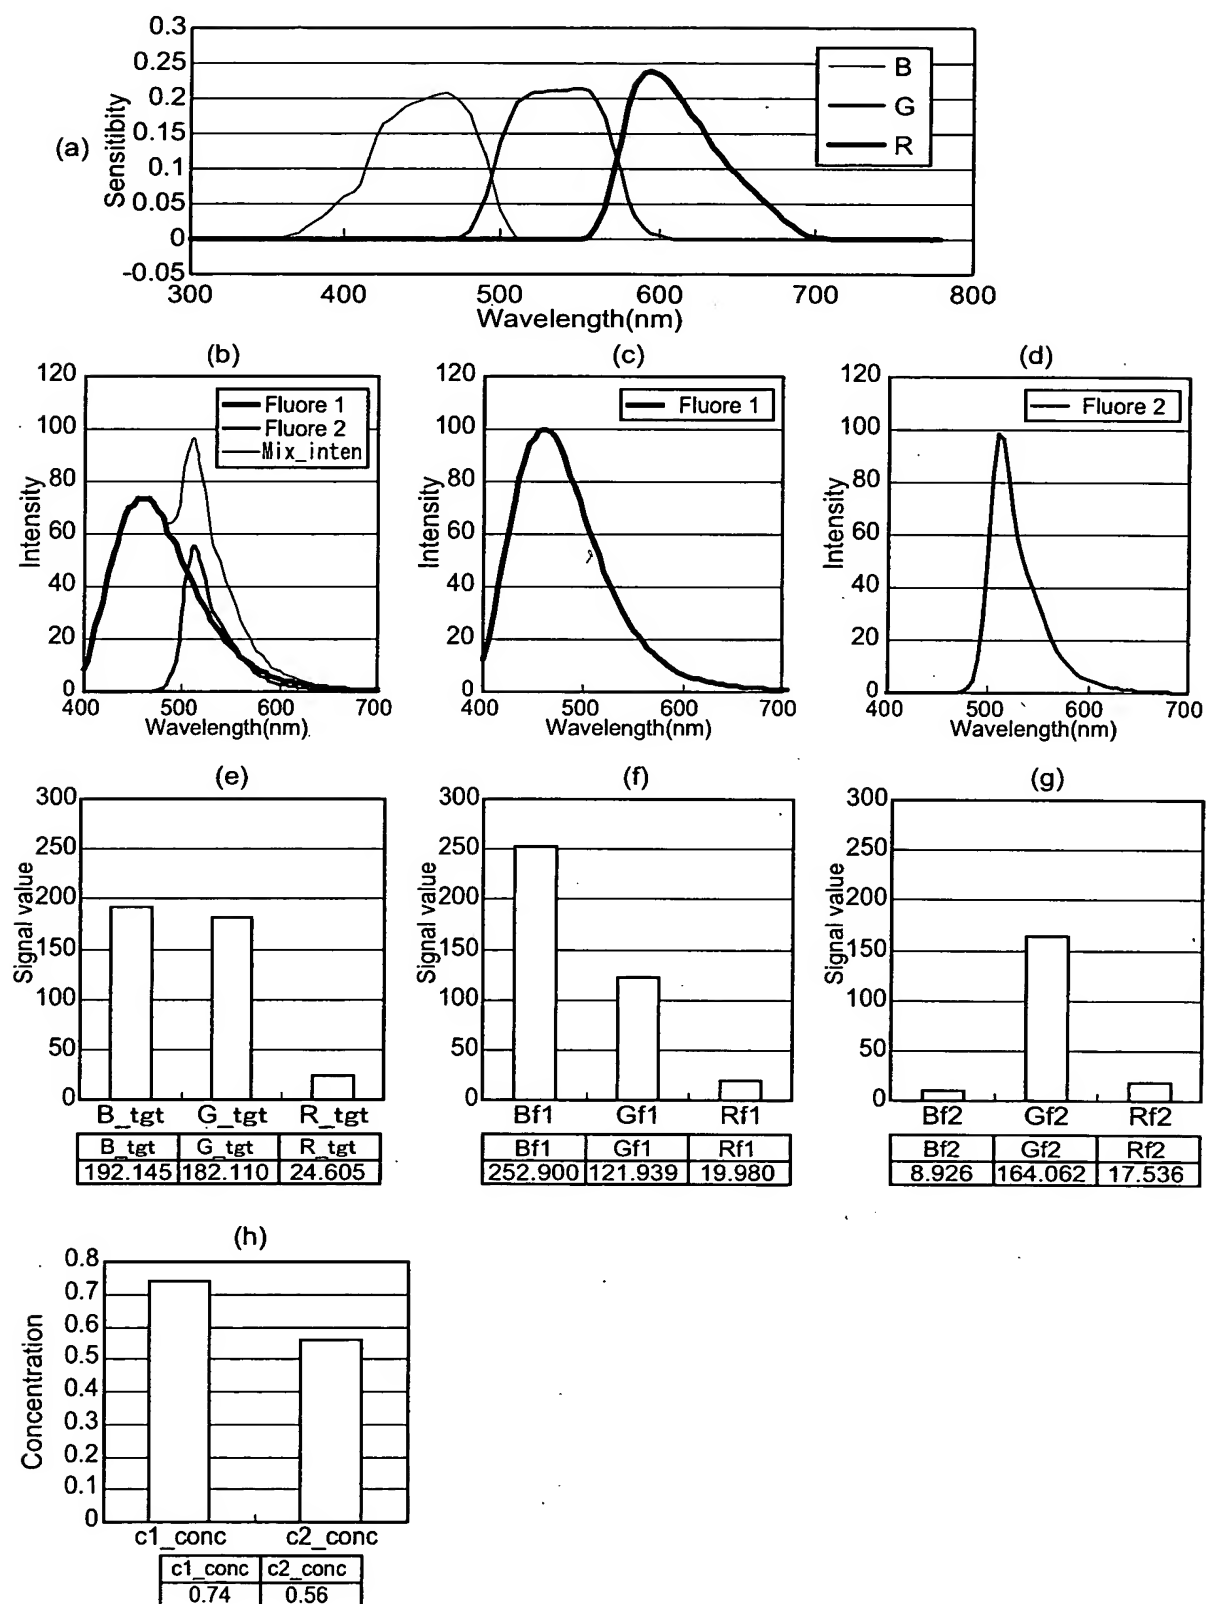 (a)
Sensitibity
0.3
0.25
0.2
0.15
0.1
0.05
0
-0.05
300 400 500 600 700 800
Wavelength(nm)
B
G
R
(b)
Intensity
120
100
80
60
40
20
0
400 500 600 700
Wavelength(nm)
Fluore 1
Fluore 2
Mix_inten
(c)
Intensity
120
100
80
60
40
20
0
400 500 600 700
Wavelength(nm)
Fluore 1
(d)
Intensity
120
100
80
60
40
20
0
400 500 600 700
Wavelength(nm)
Fluore 2
(e)
Signal value
300
250
200
150
100
50
0
B_tgt G_tgt R_tgt
B_tgt G_tgt R_tgt
192.145 182.110 24.605
(f)
Signal value
300
250
200
150
100
50
0
Bf1 Gf1 Rf1
Bf1 Gf1 Rf1
252.900 121.939 19.980
(g)
Signal value
300
250
200
150
100
50
0
Bf2 Gf2 Rf2
Bf2 Gf2 Rf2
8.926 164.062 17.536
(h)
Concentration
0.8
0.7
0.6
0.5
0.4
0.3
0.2
0.1
0
c1_conc c2_conc
c1_conc c2_conc
0.74 0.56